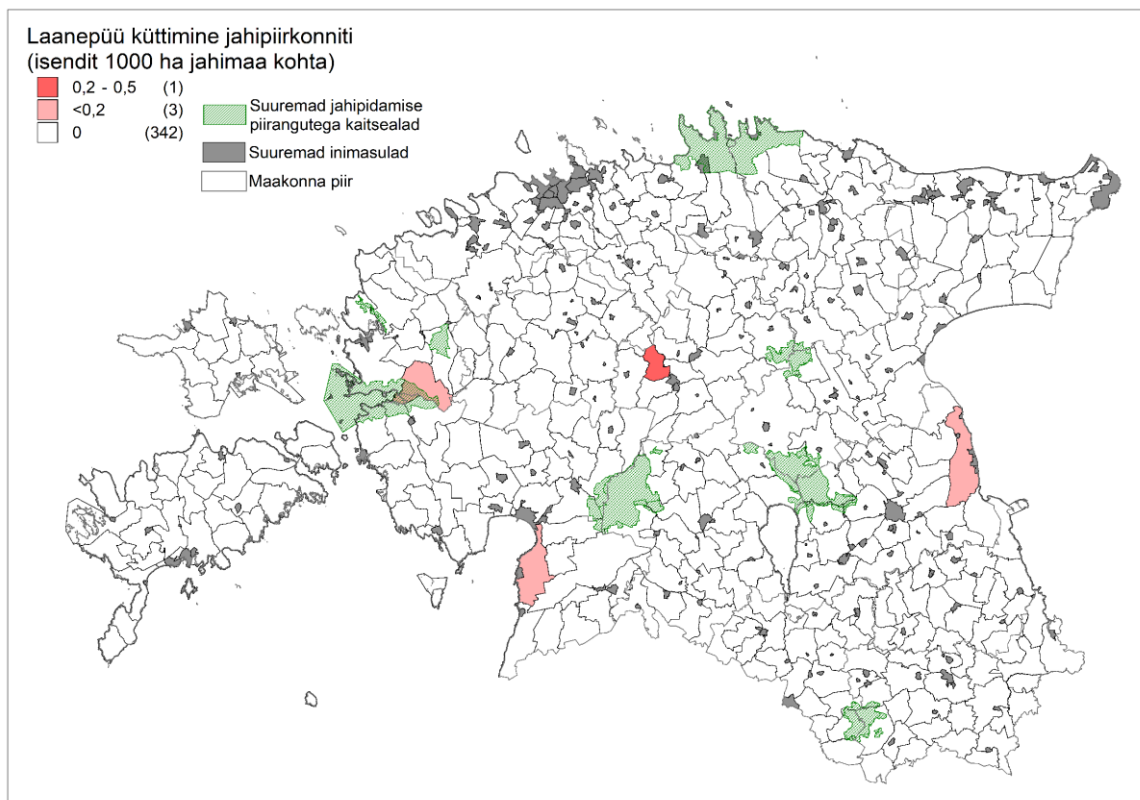 Laanepüü küttimine jahipiirkonniti
(isendit 1000 ha jahimaa kohta)
0,2 - 0,5 (1)
<0,2 (3)
0 (342)
Suuremad jahipidamise
piirangutega kaitsealad
Suuremad inimasulad
Maakonna piir